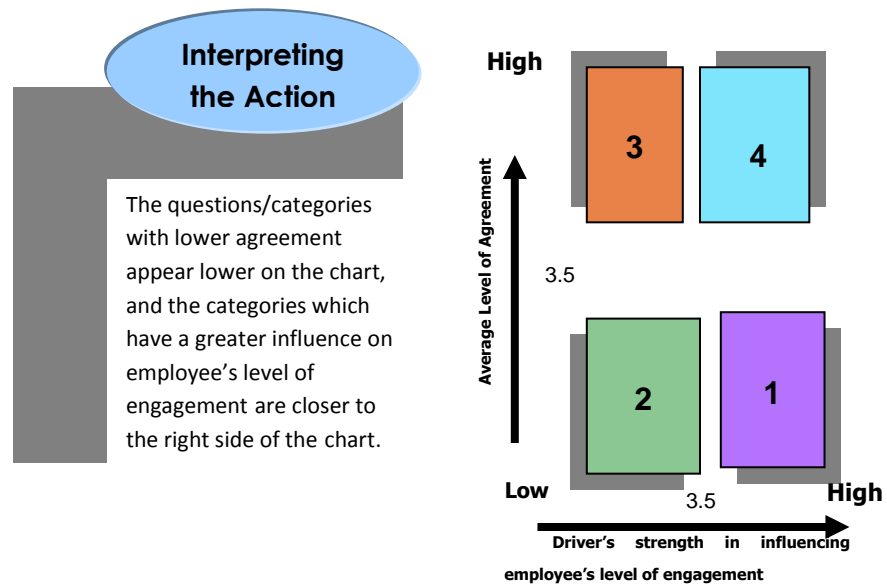 Interpreting
the Action
The questions/categories
with lower agreement
appear lower on the chart,
and the categories which
have a greater influence on
employee’s level of
engagement are closer to
the right side of the chart.
High
Average Level of Agreement
3
4
3.5
2
1
Low
3.5
High
Driver’s strength in influencing
employee’s level of engagement